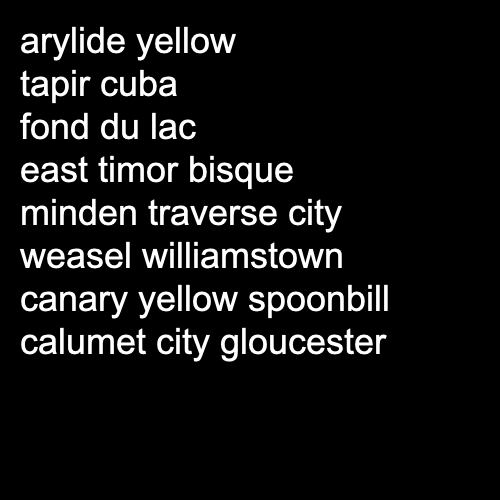 arylide yellow
tapir cuba
fond du lac
east timor bisque
minden traverse city
weasel williamstown
canary yellow spoonbill
calumet city gloucester